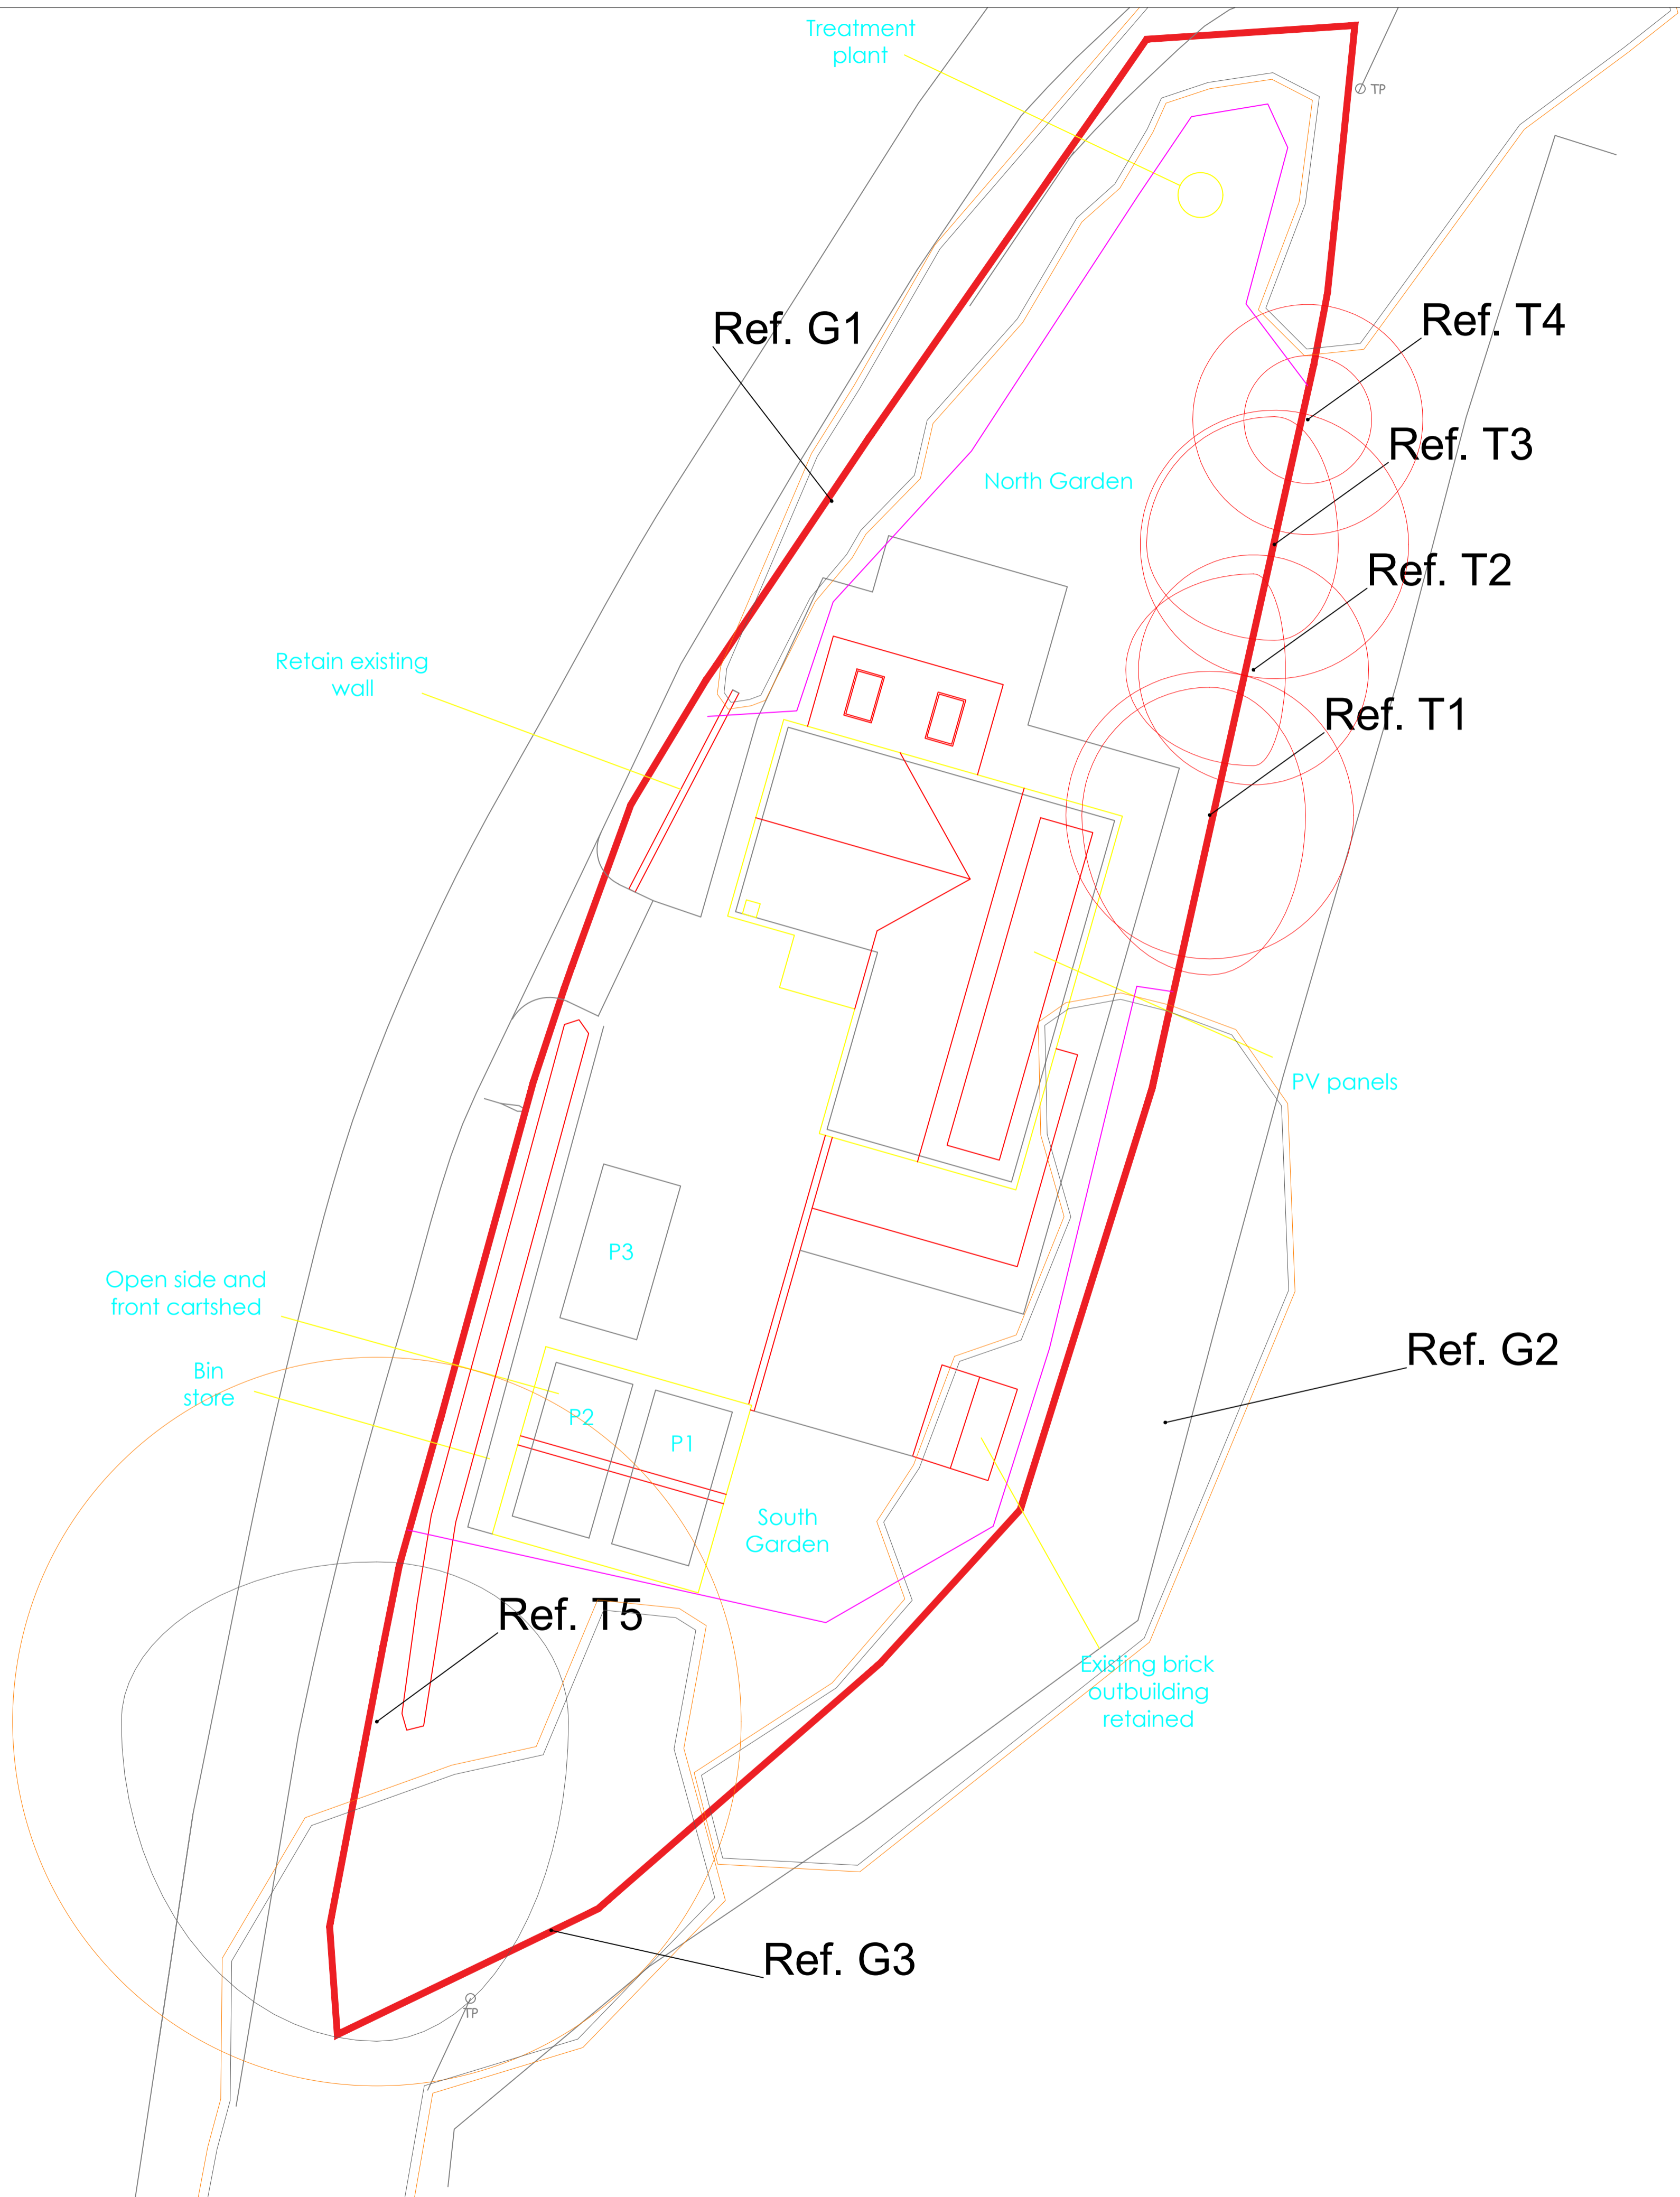 Treatment
plant
TP
Ref. G1
Ref. T4
Ref. T3
North Garden
Ref. T2
Retain existing
wall
Ref. T1
PV panels
P3
Open side and
front cartshed
Ref. G2
Bin
store
P2
P1
South
Garden
Ref. T5
Existing brick
outbuilding
retained
Ref. G3
TP